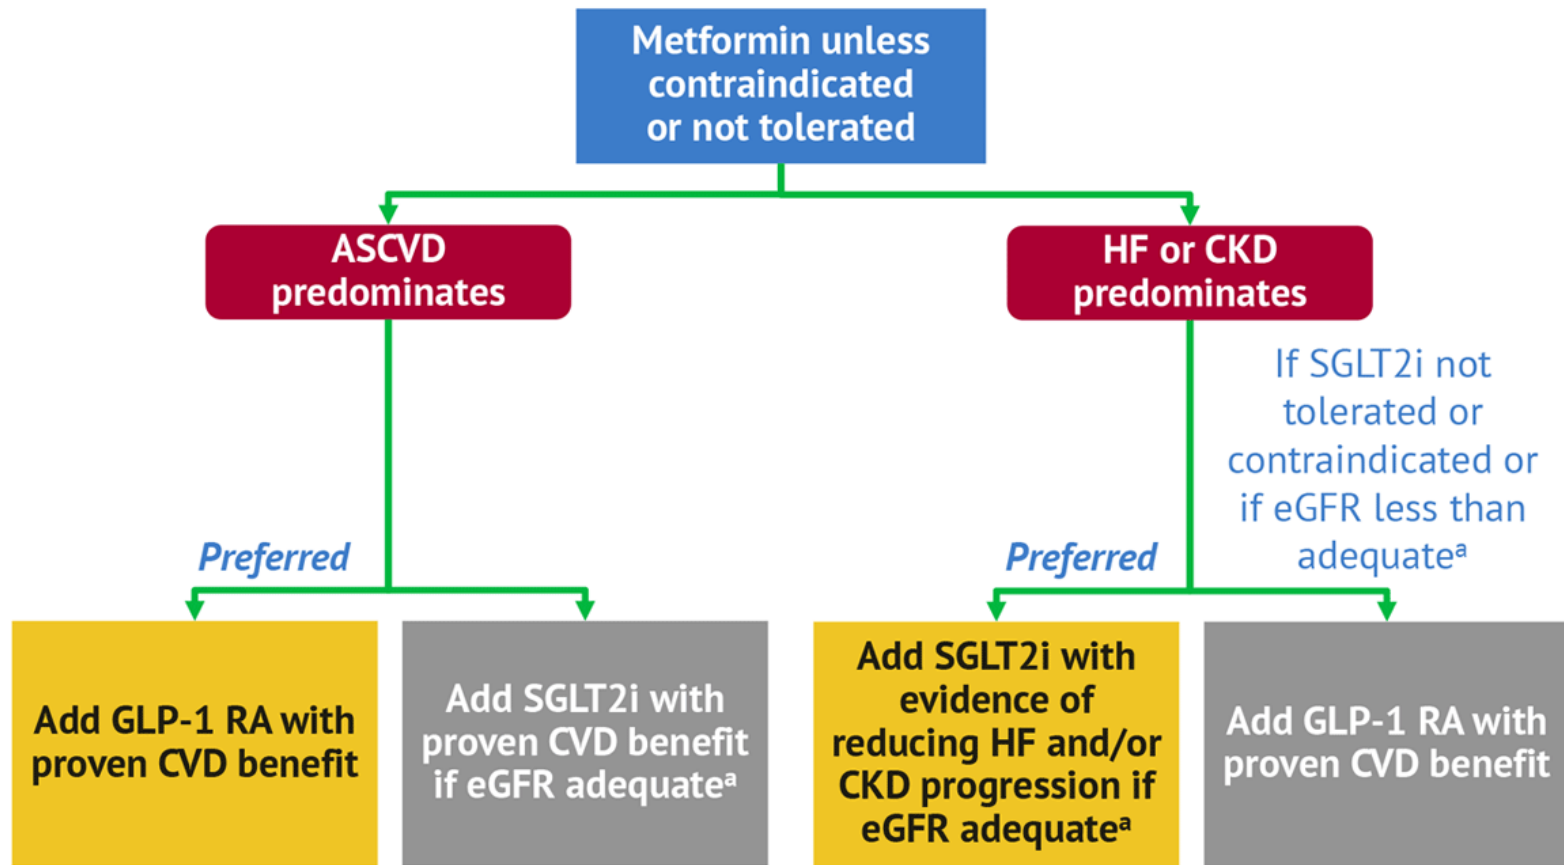 Metformin unless
contraindicated
or not tolerated
ASCVD
predominates
HF or CKD
predominates
If SGLT2i not
tolerated or
contraindicated or
if eGFR less than
adequateᵃ
Preferred
Preferred
Add GLP-1 RA with
proven CVD benefit
Add SGLT2i with
proven CVD benefit
if eGFR adequateᵃ
Add SGLT2i with
evidence of
reducing HF and/or
CKD progression if
eGFR adequateᵃ
Add GLP-1 RA with
proven CVD benefit